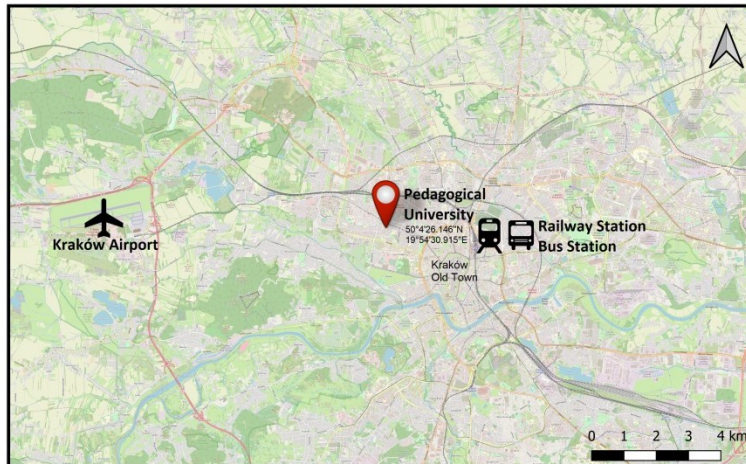 Pedagogical
University
50°4'26.146"N
19°54'30.915"E
Kraków Airport
Railway Station
Bus Station
Kraków
Old Town
0 1 2 3 4 km